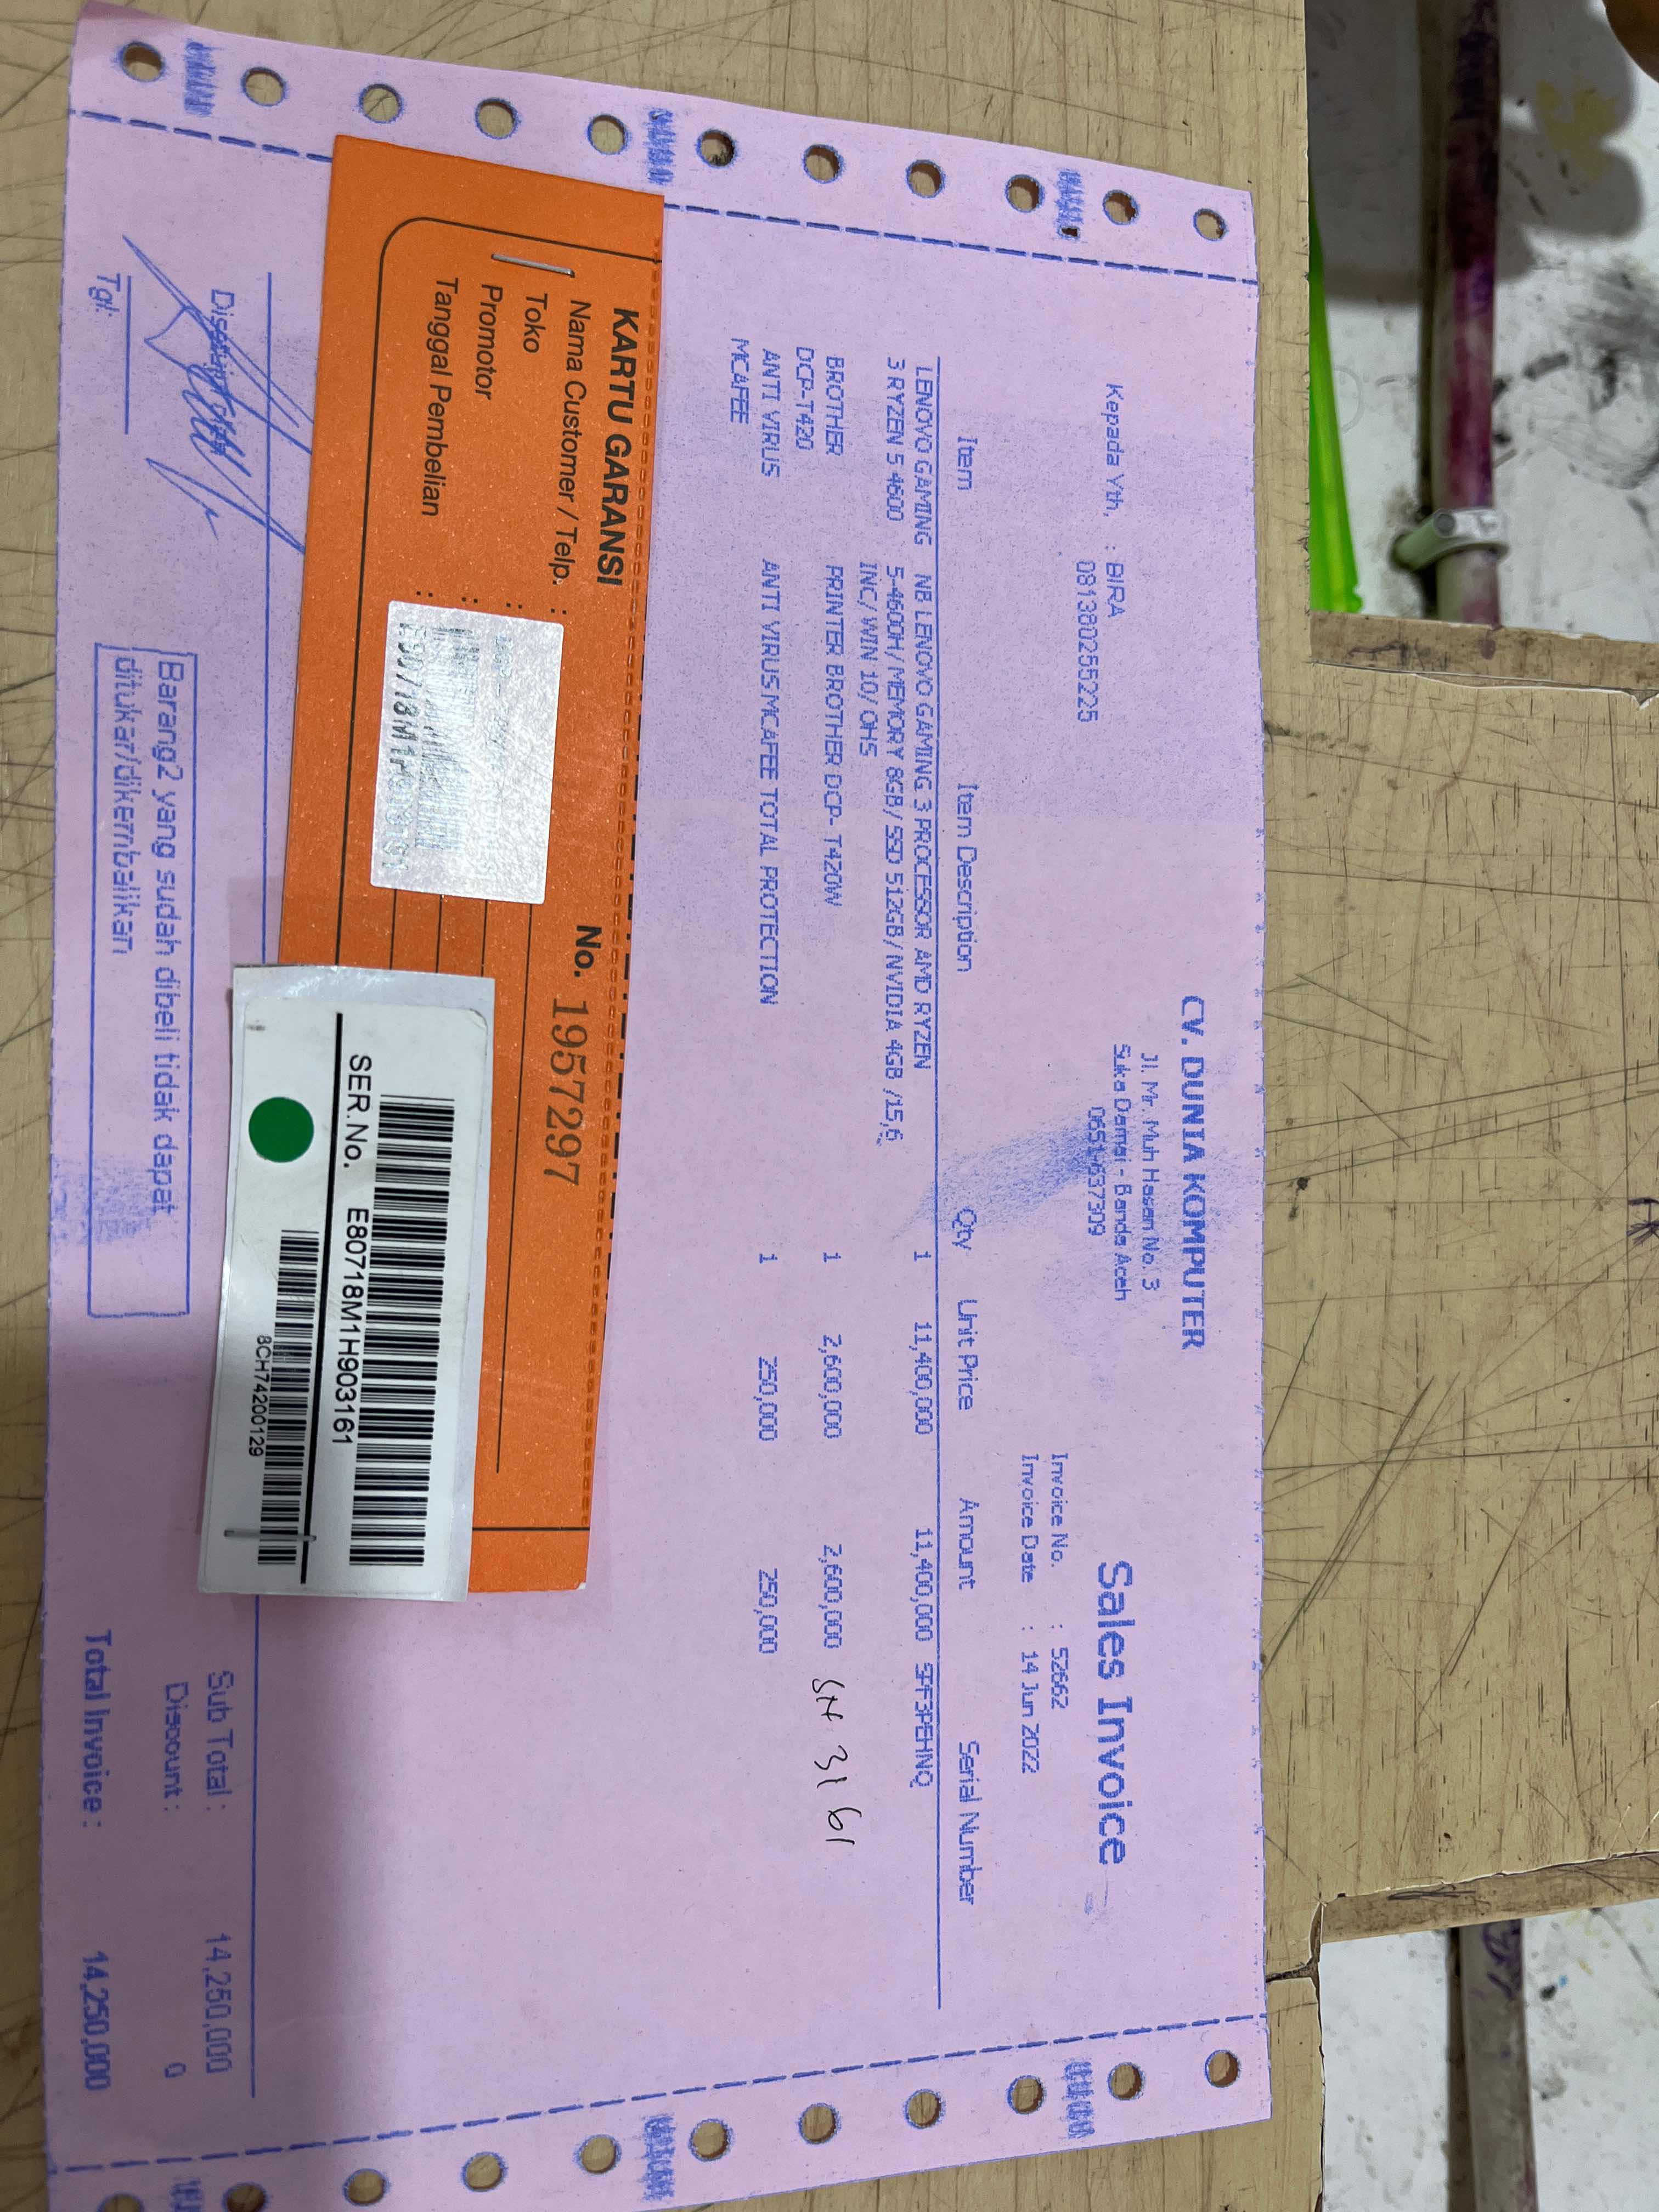 CV. DUNIA KOMPUTER
Jl. Mr. Muh Hasan No. 3
Suka Damai - Banda Aceh
0651-637309
Sales Invoice
Kepada Yth. : BIRA
081380255225
Invoice No. : 52662
Invoice Date : 14 Jun 2022
Item Item Description Qty Unit Price Amount Serial Number
LENOVO GAMING NB LENOVO GAMING 3 PROCESSOR AMD RYZEN 1 11,400,000 11,400,000
3 RYZEN 5 4600 5-4600H/MEMORY 8GB/ SSD 512GB/NVIDIA 4GB /15,6
INC/WIN 10/ OHS
BROTHER PRINTER BROTHER DCP- T420W 1 2,600,000 2,600,000 SN 3161
DCP-T420
ANTI VIRUS ANTI VIRUS MCAFEE TOTAL PROTECTION 1 250,000 250,000
MCAFEE
KARTU GARANSI
No. 1957297
Nama Customer / Telp. :
Toko :
Promotor :
Tanggal Pembelian :
SER.No. E80718M1H903161
8CH74200129
Tgl:
Barang2 yang sudah dibeli tidak dapat
ditukar/dikembalikan
Sub Total : 14,250,000
Discount : 0
Total Invoice : 14,250,000